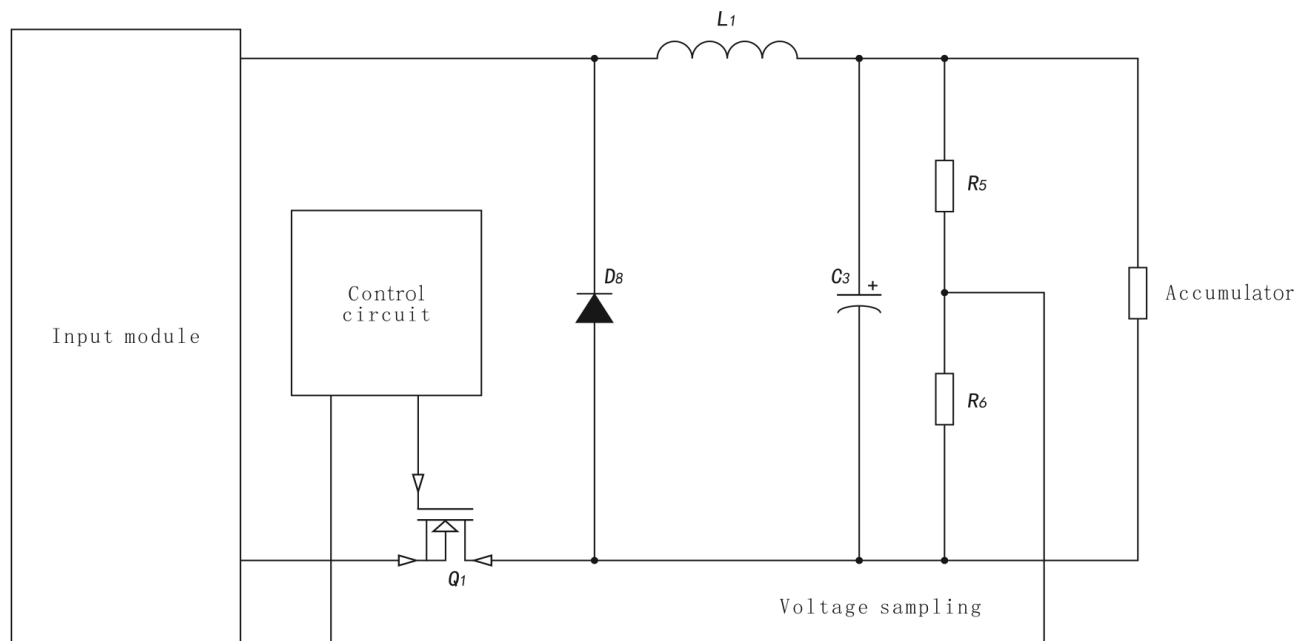 L1
D8
C3
+
R5
Accumulator
Control
circuit
Input module
R6
Q1
Voltage sampling